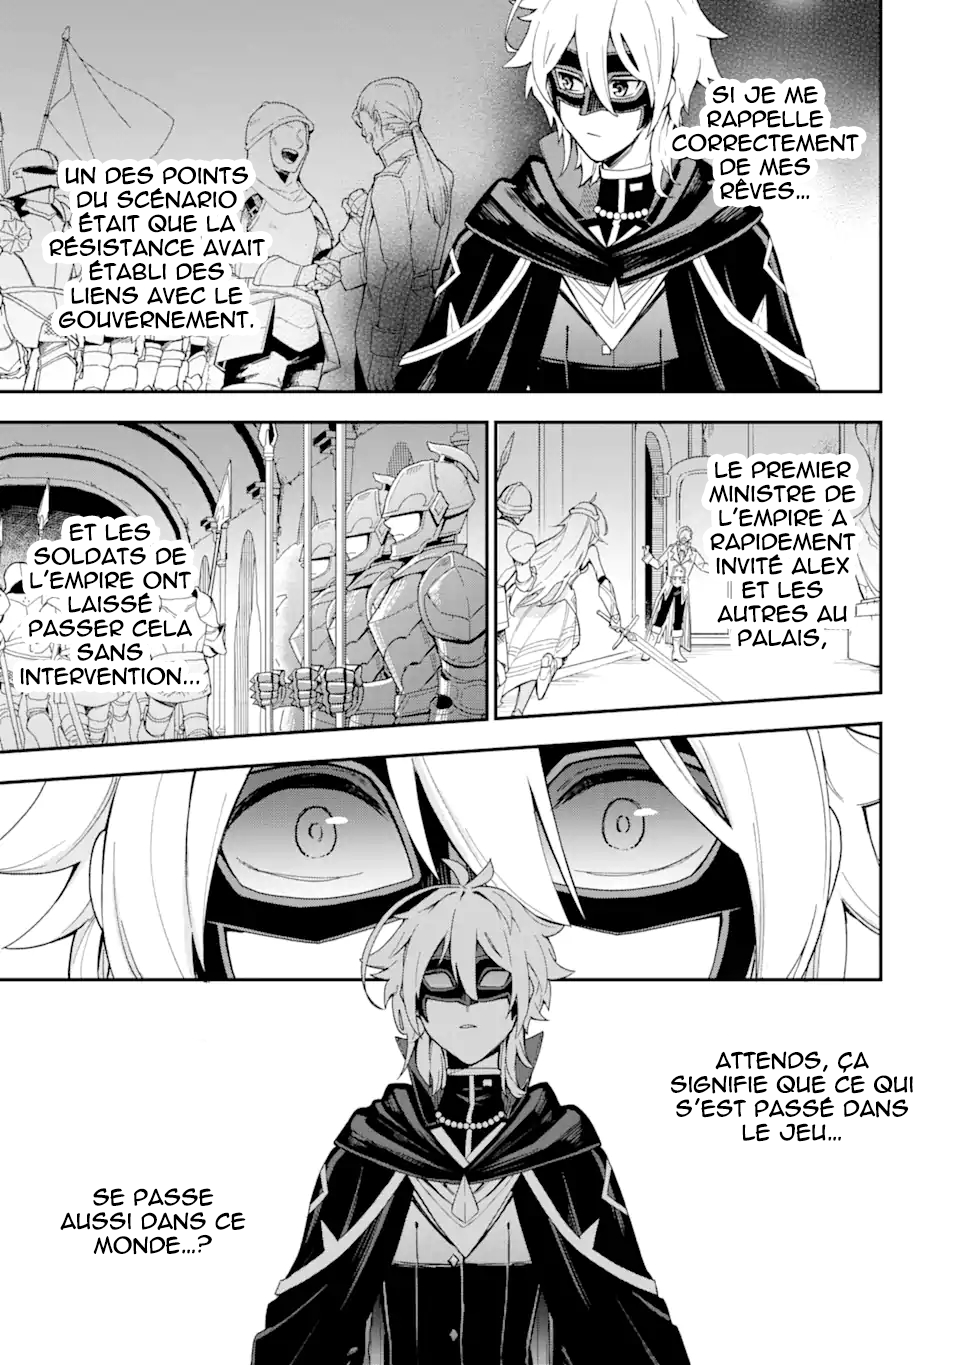 SI JE ME
RAPPELLE
CORRECTEMENT
DE MES
RÊVES...
UN DES POINTS
DU SCÉNARIO
ÉTAIT QUE LA
RÉSISTANCE AVAIT
ÉTABLI DES
LIENS AVEC LE
GOUVERNEMENT.
LE PREMIER
MINISTRE DE
L'EMPIRE A
RAPIDEMENT
INVITÉ ALEX
ET LES
AUTRES AU
PALAIS,
ET LES
SOLDATS DE
L'EMPIRE ONT
LAISSÉ
PASSER CELA
SANS
INTERVENTION...
ATTENDS, ÇA
SIGNIFIE QUE CE QUI
S'EST PASSÉ DANS
LE JEU...
SE PASSE
AUSSI DANS CE
MONDE...?